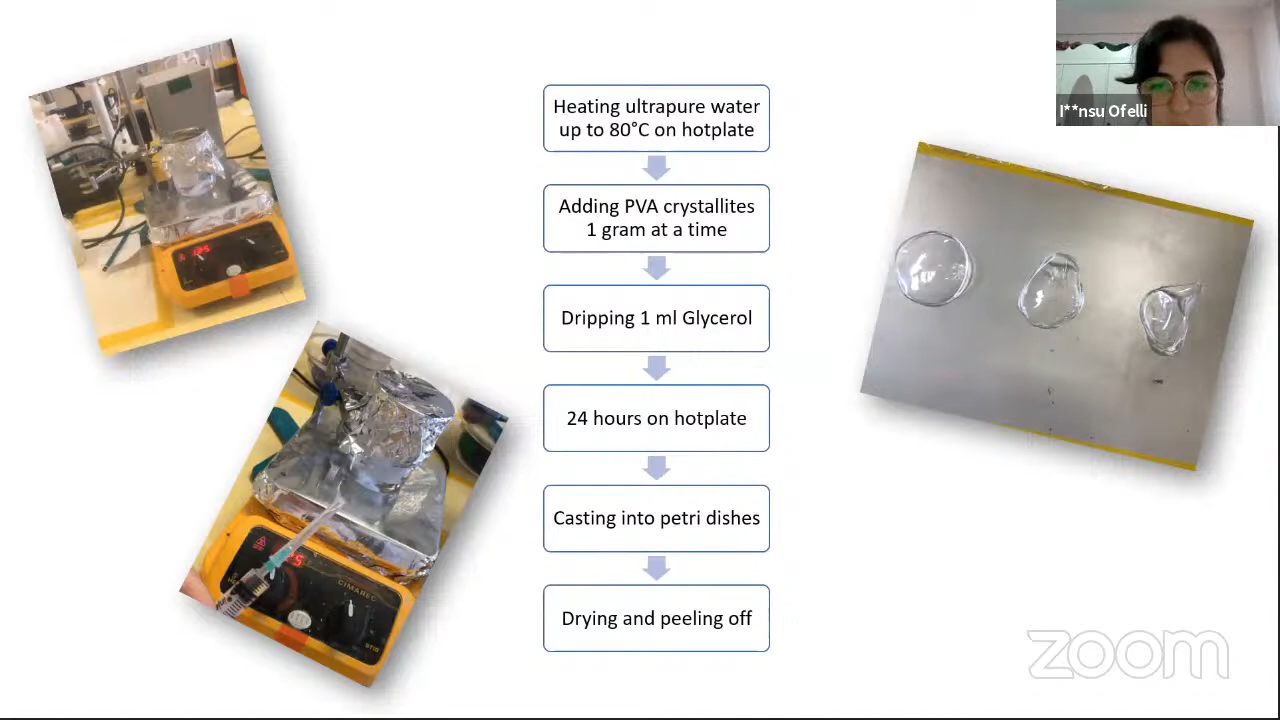 I**nsu Ofelli
Heating ultrapure water
up to 80°C on hotplate
Adding PVA crystallites
1 gram at a time
Dripping 1 ml Glycerol
24 hours on hotplate
Casting into petri dishes
Drying and peeling off
CIMAREC
zoom